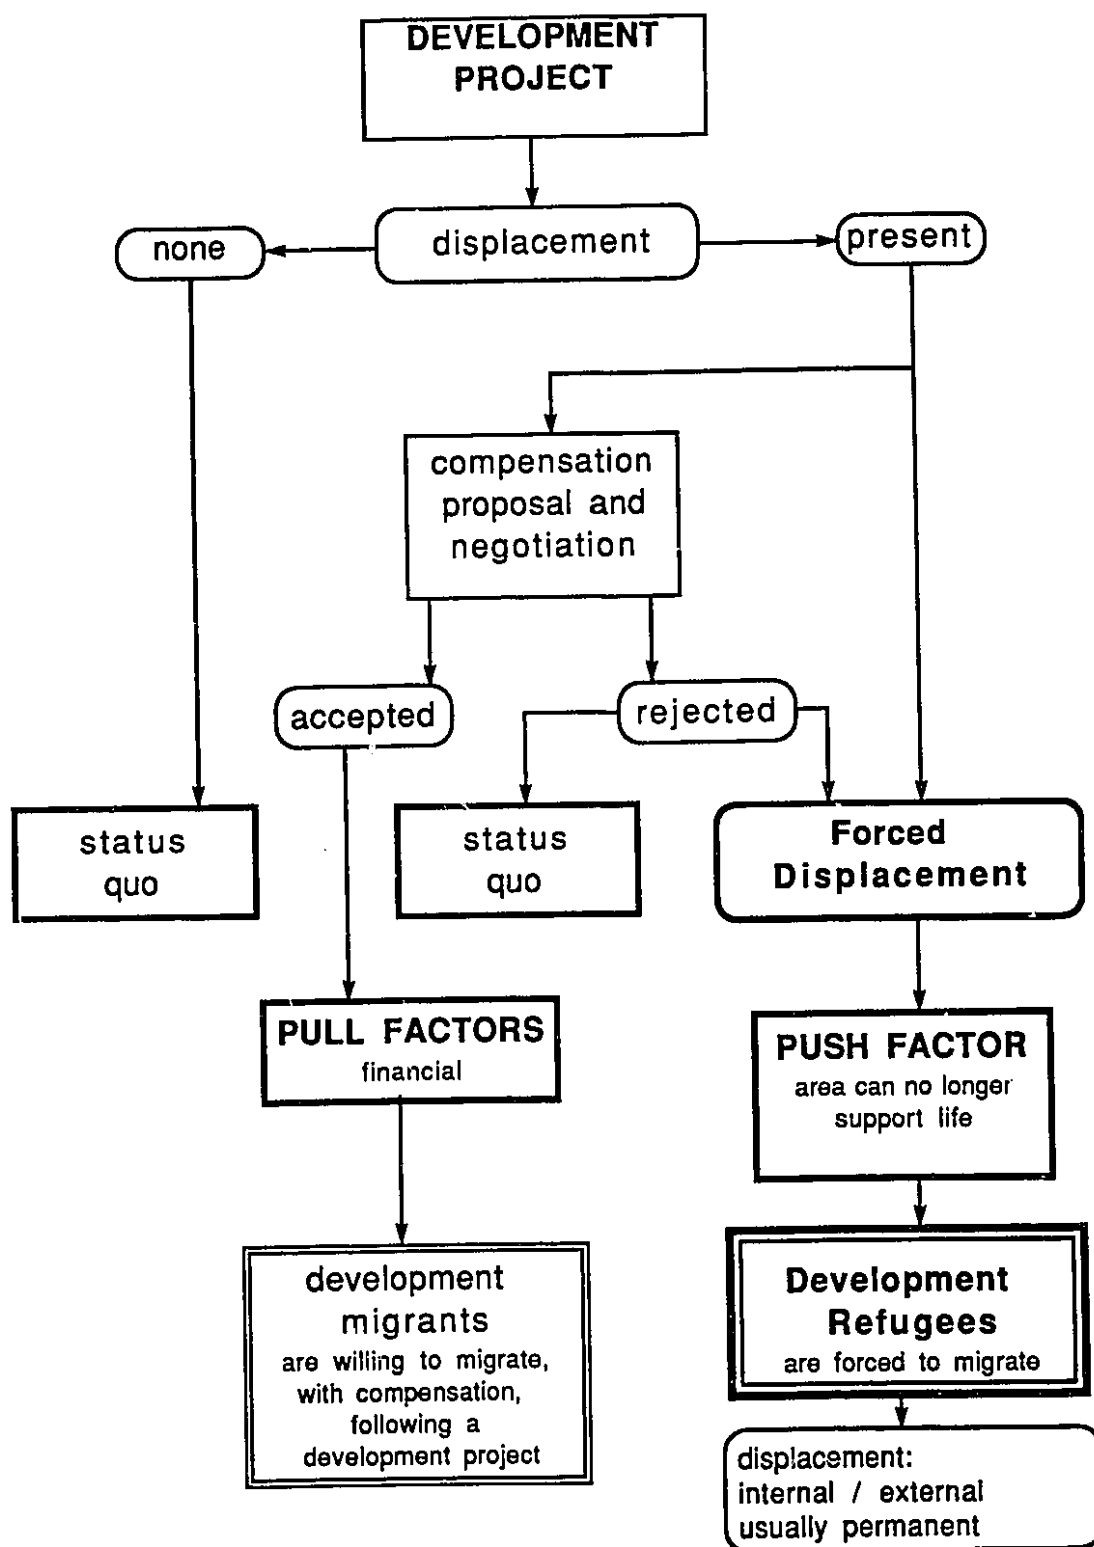 DEVELOPMENT
PROJECT
none
displacement
present
compensation
proposal and
negotiation
accepted
rejected
status
quo
status
quo
Forced
Displacement
PULL FACTORS
financial
PUSH FACTOR
area can no longer
support life
development
migrants
are willing to migrate,
with compensation,
following a
development project
Development
Refugees
are forced to migrate
displacement:
internal / external
usually permanent